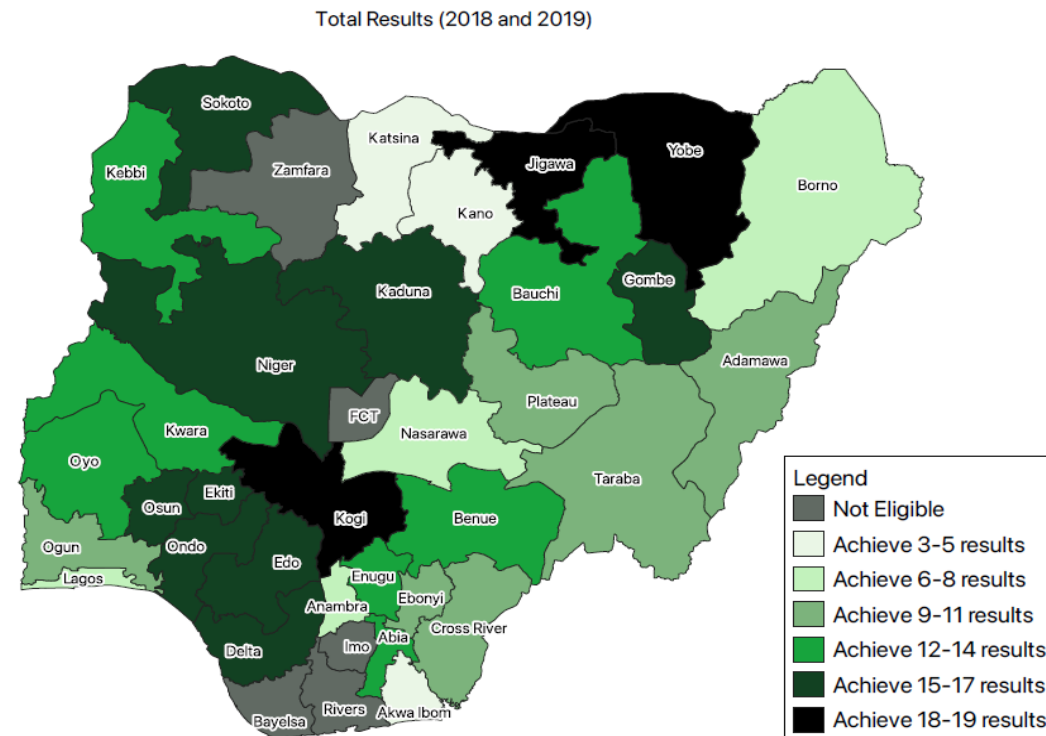 Total Results (2018 and 2019)
Sokoto
Katsina
Yobe
Jigawa
Kebbi
Zamfara
Borno
Kano
Gombe
Kaduna
Bauchi
Adamawa
Niger
Plateau
FCT
Kwara
Nasarawa
Oyo
Taraba
Ekiti
Osun
Kogi
Benue
Ogun
Ondo
Edo
Lagos
Enugu
Ebonyi
Anambra
Cross River
Abia
Imo
Delta
Rivers
Akwa Ibom
Bayelsa
Legend
Not Eligible
Achieve 3-5 results
Achieve 6-8 results
Achieve 9-11 results
Achieve 12-14 results
Achieve 15-17 results
Achieve 18-19 results